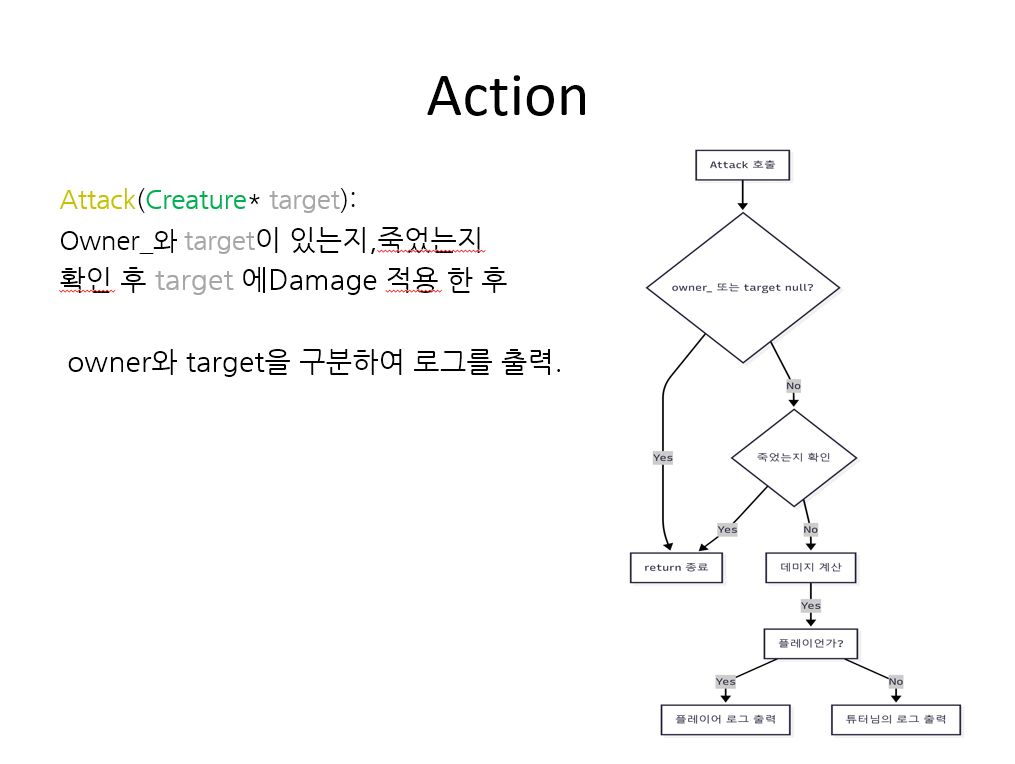 Action
Attack(Creature* target):
Owner_와 target이 있는지,죽었는지
확인 후 target 에Damage 적용 한 후
owner와 target을 구분하여 로그를 출력.
Attack 호출
owner_ 또는 target null?
No
Yes
죽었는지 확인
Yes
No
return 종료
데미지 계산
Yes
플레이언가?
Yes
No
플레이어 로그 출력
튜터님의 로그 출력